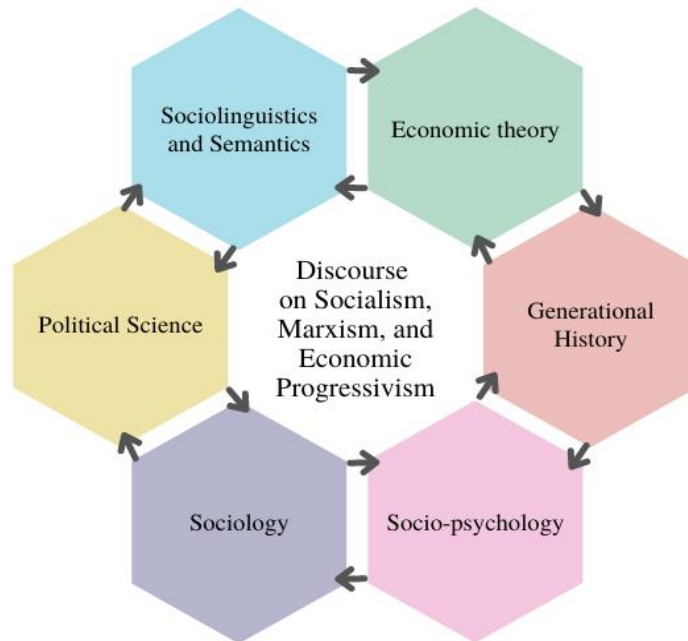 Sociolinguistics
and Semantics
Economic theory
Political Science
Discourse
on Socialism,
Marxism, and
Economic
Progressivism
Generational
History
Sociology
Socio-psychology